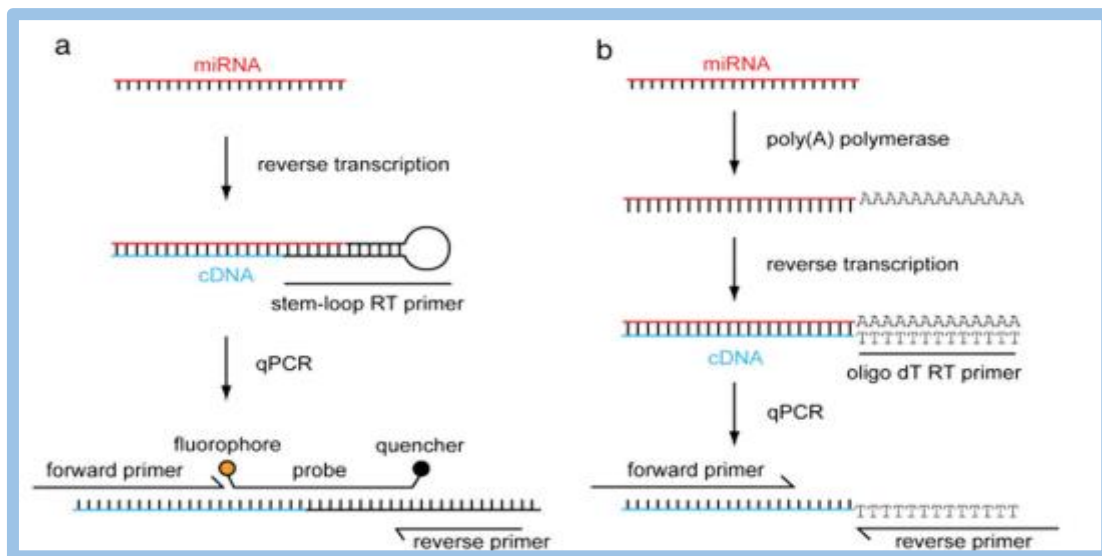 a
miRNA
reverse transcription
cDNA
stem-loop RT primer
qPCR
fluorophore
quencher
forward primer
probe
reverse primer
b
miRNA
poly(A) polymerase
AAAAAAAAAAAAA
reverse transcription
AAAAAAAAAAAAA
TTTTTTTTTTTTT
cDNA
oligo dT RT primer
qPCR
forward primer
TTTTTTTTTTTTT
reverse primer